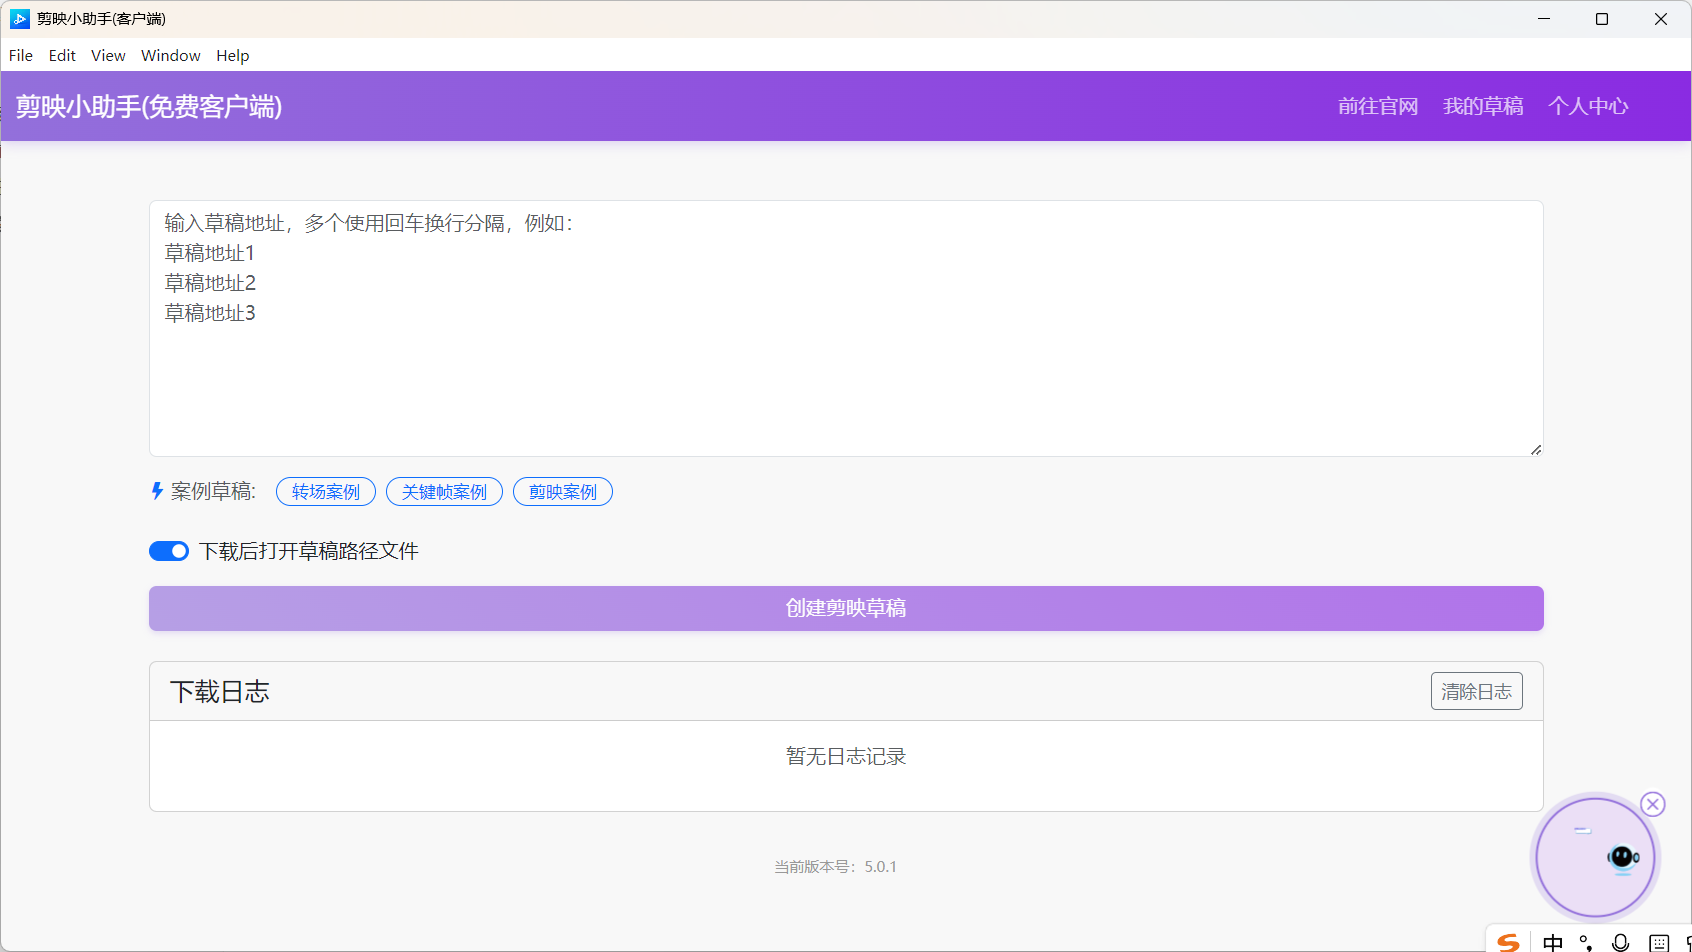 剪映小助手(客户端)
File Edit View Window Help
剪映小助手(免费客户端)
前往官网 我的草稿 个人中心
输入草稿地址，多个使用回车换行分隔，例如：
草稿地址1
草稿地址2
草稿地址3
案例草稿: 转场案例 关键帧案例 剪映案例
下载后打开草稿路径文件
创建剪映草稿
下载日志 清除日志
暂无日志记录
当前版本号：5.0.1
中